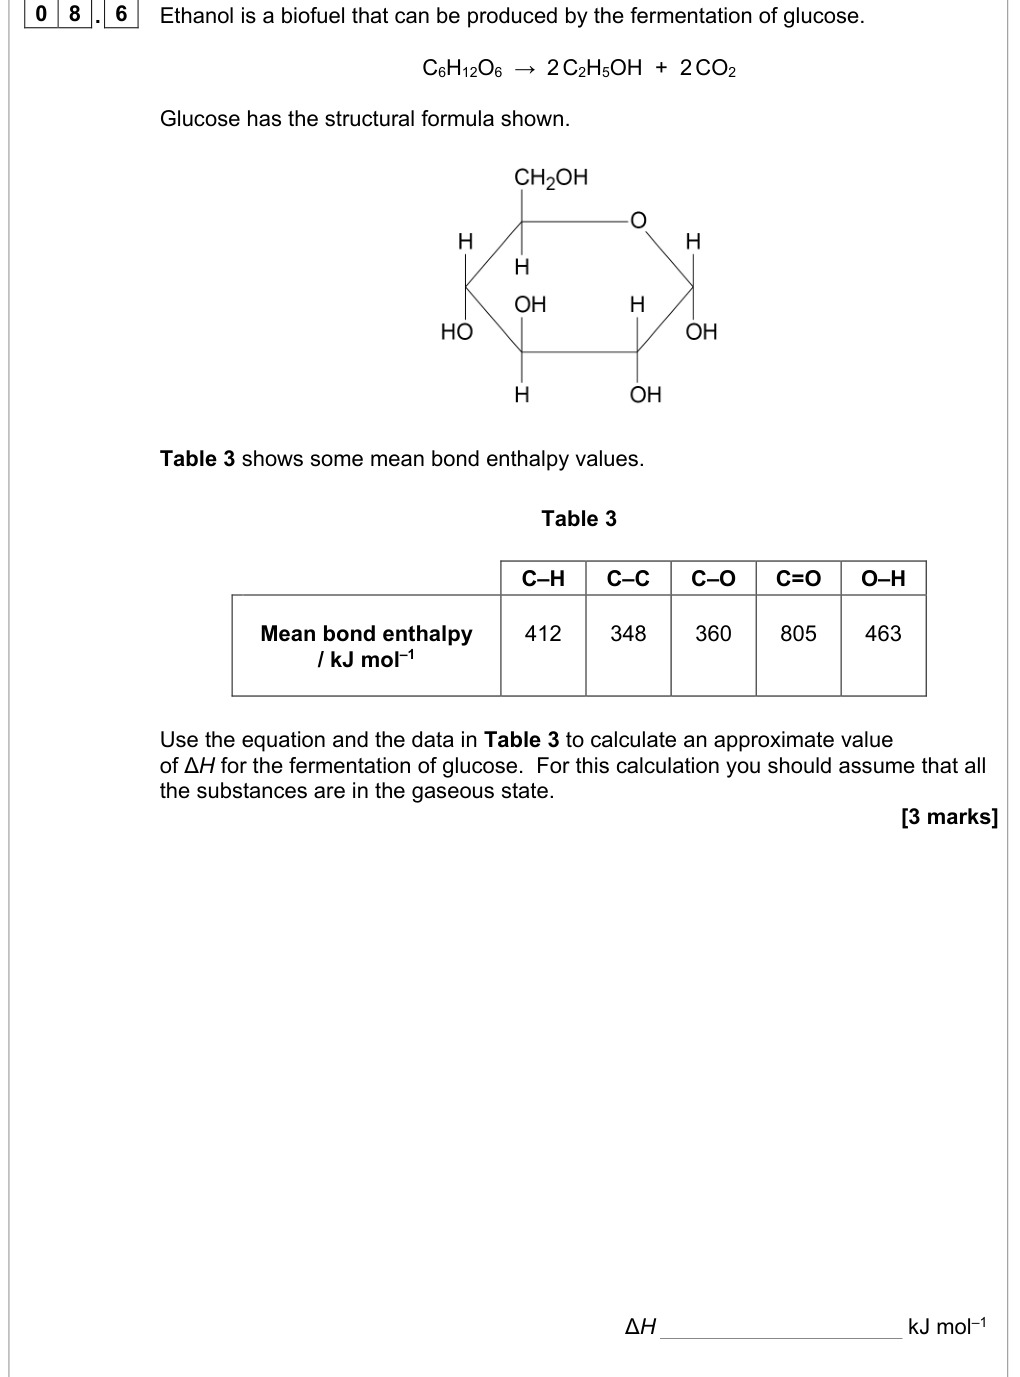 0 8 . 6 Ethanol is a biofuel that can be produced by the fermentation of glucose.
C₆H₁₂O₆ → 2 C₂H₅OH + 2 CO₂
Glucose has the structural formula shown.
CH₂OH
O
H H
H
OH H
HO OH
H OH
Table 3 shows some mean bond enthalpy values.
Table 3
C–H C–C C–O C=O O–H
Mean bond enthalpy 412 348 360 805 463
/ kJ mol⁻¹
Use the equation and the data in Table 3 to calculate an approximate value
of ΔH for the fermentation of glucose. For this calculation you should assume that all
the substances are in the gaseous state.
[3 marks]
ΔH kJ mol⁻¹